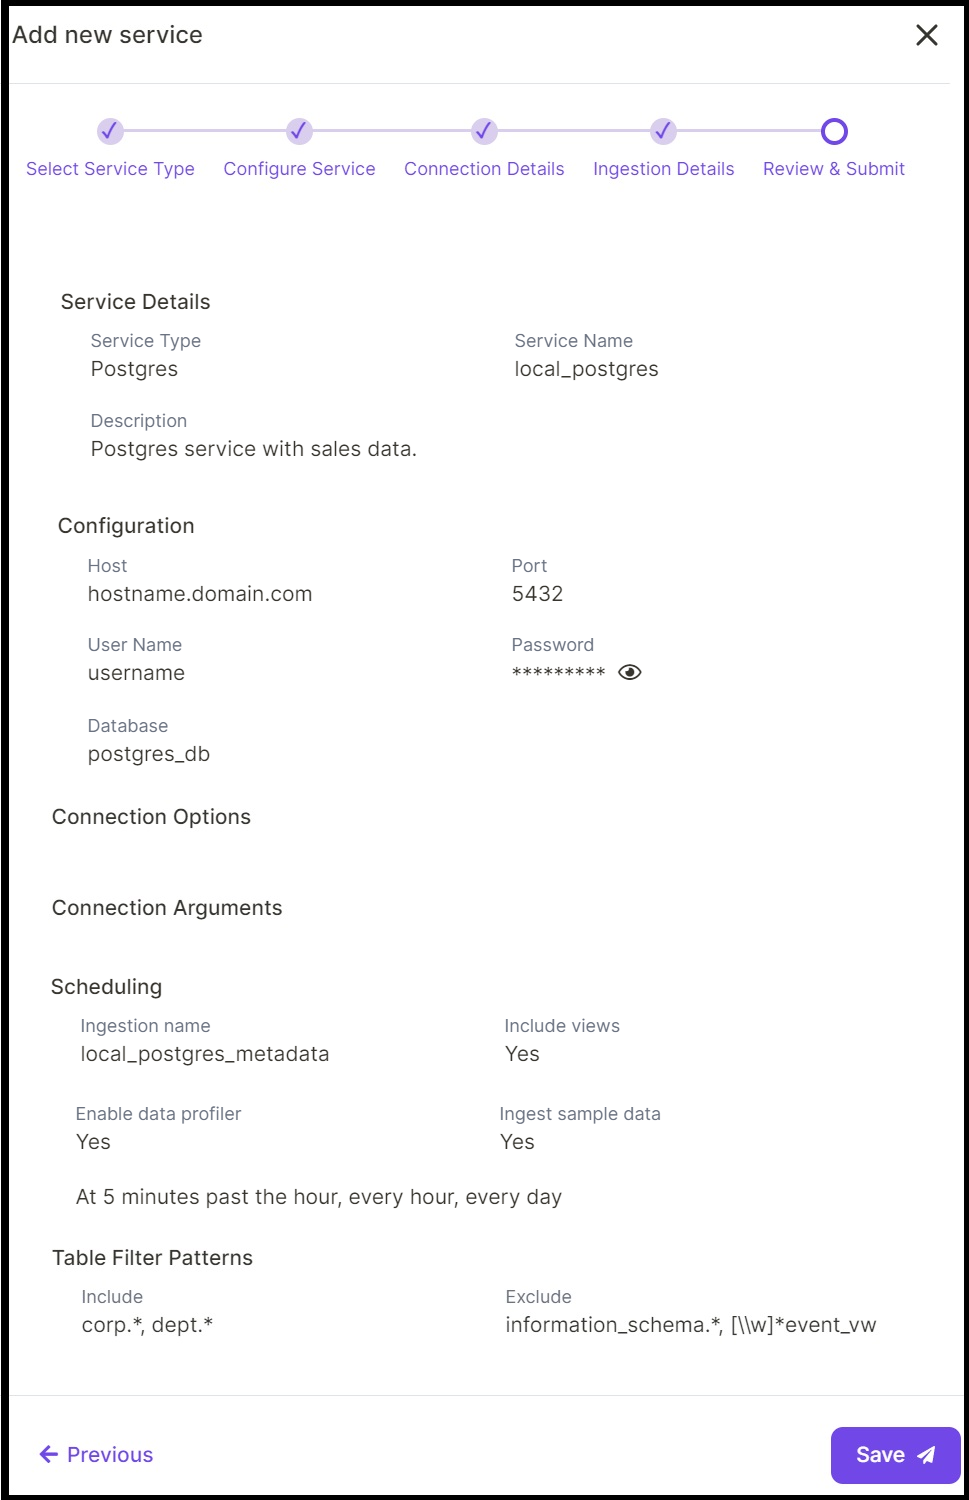 Add new service
Select Service Type Configure Service Connection Details Ingestion Details Review & Submit
Service Details
Service Type Service Name
Postgres local_postgres
Description
Postgres service with sales data.
Configuration
Host Port
hostname.domain.com 5432
User Name Password
username *********
Database
postgres_db
Connection Options
Connection Arguments
Scheduling
Ingestion name Include views
local_postgres_metadata Yes
Enable data profiler Ingest sample data
Yes Yes
At 5 minutes past the hour, every hour, every day
Table Filter Patterns
Include Exclude
corp.*, dept.* information_schema.*, [\\w]*event_vw
Previous Save